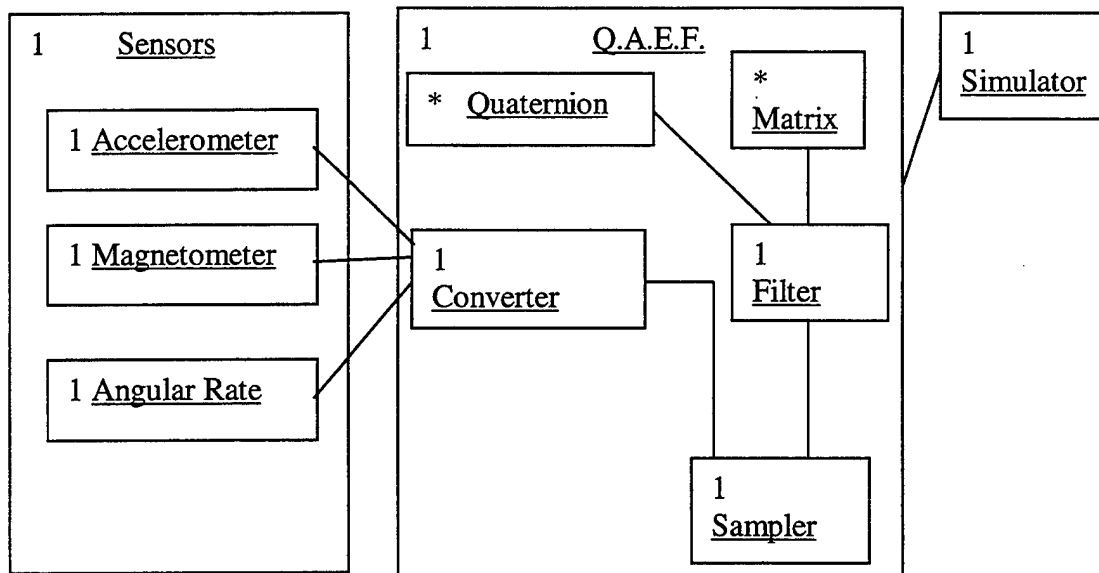 1 Sensors
1 Accelerometer
1 Magnetometer
1 Angular Rate
1 Q.A.E.F.
* Quaternion
*
Matrix
1
Converter
1
Filter
1
Sampler
1
Simulator